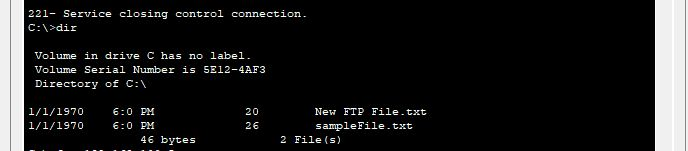 221- Service closing control connection.
C:\>dir
Volume in drive C has no label.
Volume Serial Number is 5E12-4AF3
Directory of C:\
1/1/1970 6:0 PM 20 New FTP File.txt
1/1/1970 6:0 PM 26 sampleFile.txt
46 bytes 2 File(s)